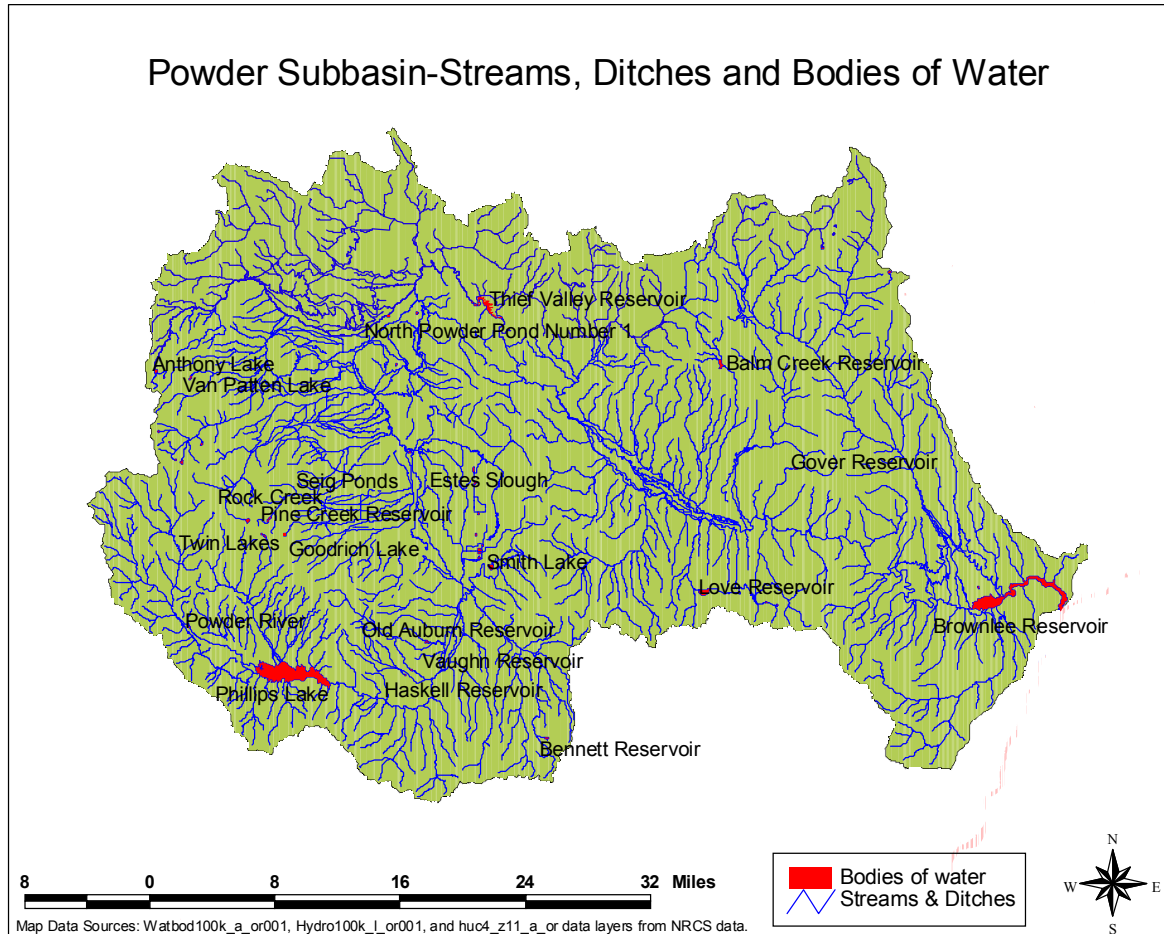 Powder Subbasin-Streams, Ditches and Bodies of Water
Thief Valley Reservoir
North Powder Pond Number 1
Anthony Lake
Balm Creek Reservoir
Van Patten Lake
Gover Reservoir
Seig Ponds
Estes Slough
Rock Creek
Pine Creek Reservoir
Twin Lakes
Goodrich Lake
Smith Lake
Love Reservoir
Powder River
Old Auburn Reservoir
Brownlee Reservoir
Vaughn Reservoir
Phillips Lake
Haskell Reservoir
Bennett Reservoir
8 0 8 16 24 32 Miles
Bodies of water
Streams & Ditches
N
W E
S
Map Data Sources: Watbod100k_a_or001, Hydro100k_l_or001, and huc4_z11_a_or data layers from NRCS data.